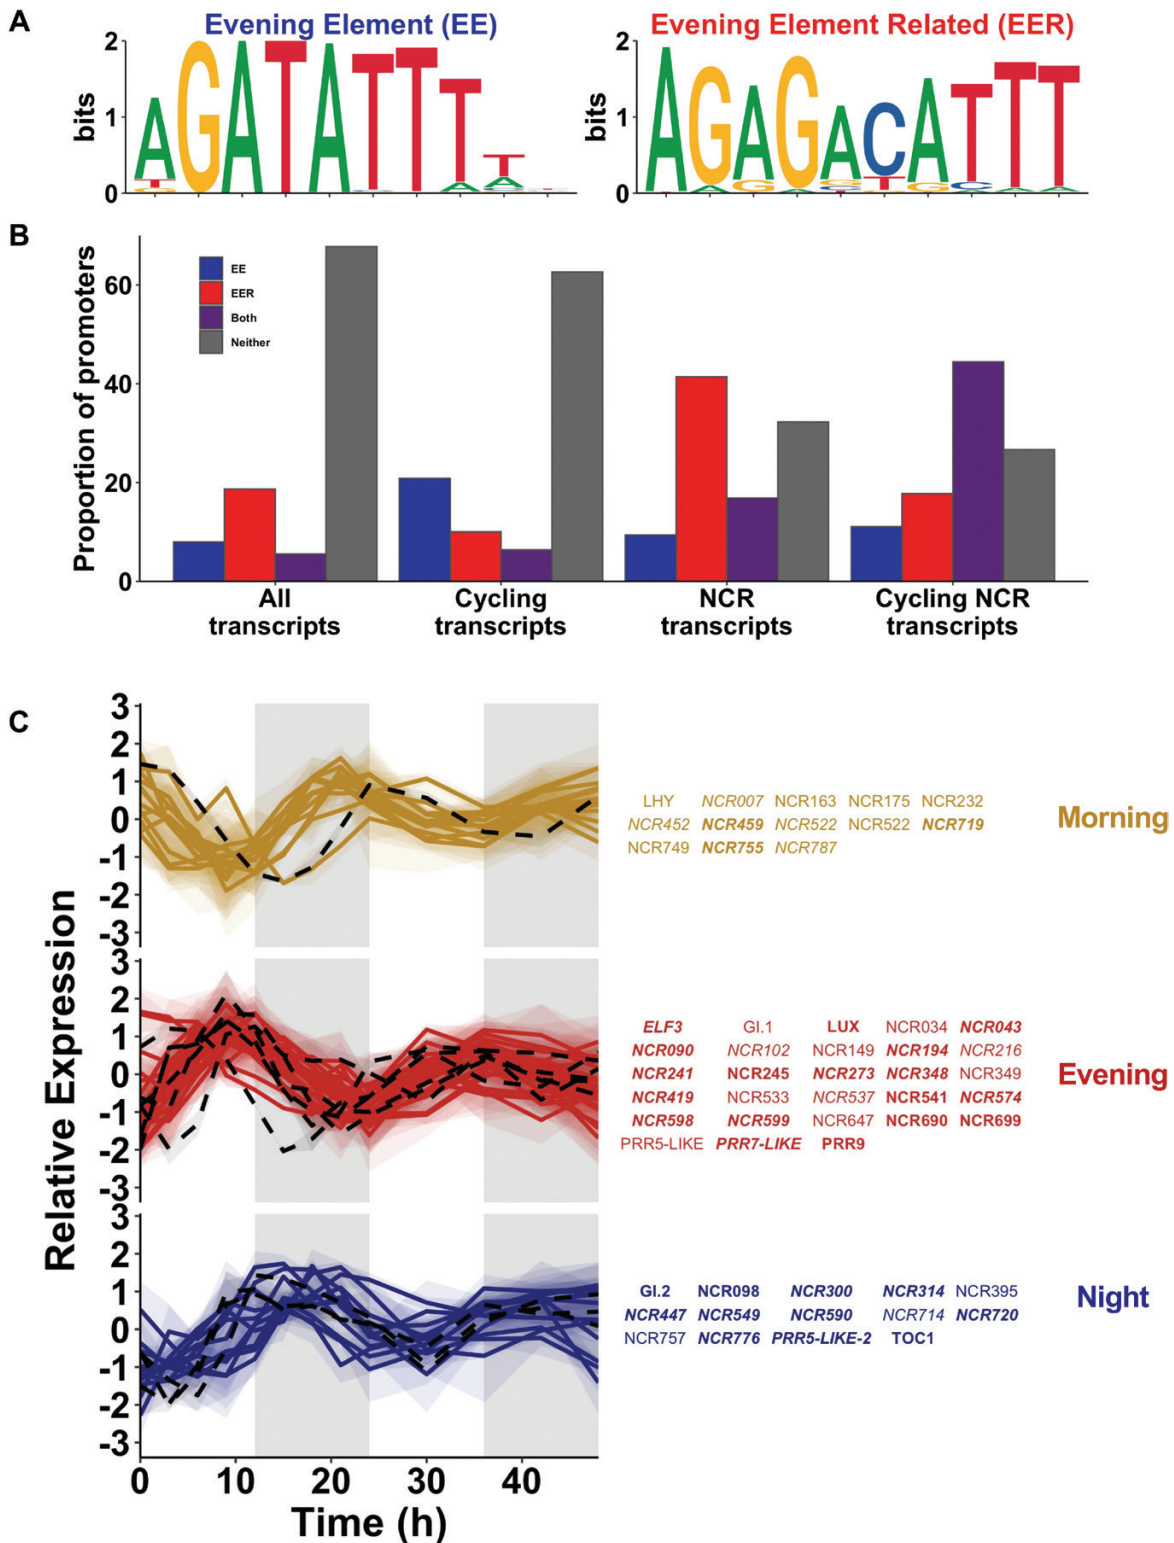 A
Evening Element (EE)
Evening Element Related (EER)
2
bits
1
0
AGATATTT
2
bits
1
0
AGAGACATTT
B
Proportion of promoters
60
40
20
0
EE
EER
Both
Neither
All
transcripts
Cycling
transcripts
NCR
transcripts
Cycling NCR
transcripts
C
Relative Expression
3
2
1
0
-1
-2
-3
LHY NCR007 NCR163 NCR175 NCR232
NCR452 NCR459 NCR522 NCR522 NCR719
NCR749 NCR755 NCR787
Morning
3
2
1
0
-1
-2
-3
ELF3 GI.1 LUX NCR034 NCR043
NCR090 NCR102 NCR149 NCR194 NCR216
NCR241 NCR245 NCR273 NCR348 NCR349
NCR419 NCR533 NCR537 NCR541 NCR574
NCR598 NCR599 NCR647 NCR690 NCR699
PRR5-LIKE PRR7-LIKE PRR9
Evening
3
2
1
0
-1
-2
-3
GI.2 NCR098 NCR300 NCR314 NCR395
NCR447 NCR549 NCR590 NCR714 NCR720
NCR757 NCR776 PRR5-LIKE-2 TOC1
Night
0 10 20 30 40
Time (h)